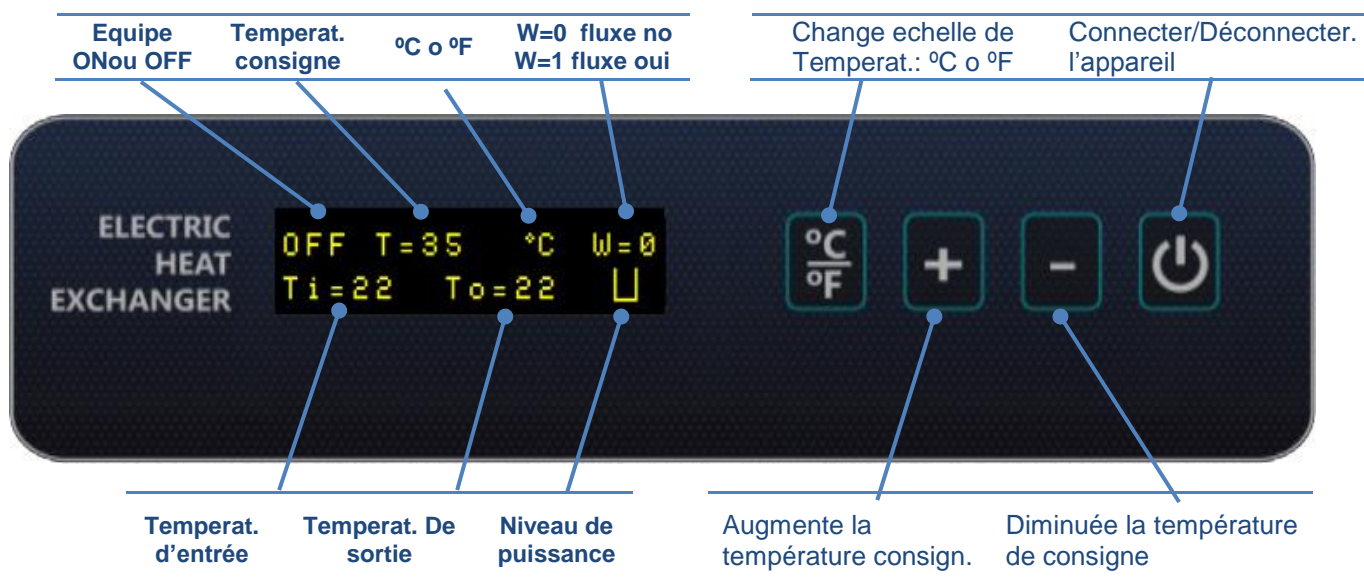 Equipe
ONou OFF
Temperat.
consigne
ºC o ºF
W=0 fluxe no
W=1 fluxe oui
Change echelle de
Temperat.: ºC o ºF
Connecter/Déconnecter.
l'appareil
ELECTRIC
HEAT
EXCHANGER
OFF T=35 °C W=0
Ti=22 To=22
ºC
ºF
+
-
Temperat.
d'entrée
Temperat. De
sortie
Niveau de
puissance
Augmente la
température consign.
Diminuée la température
de consigne